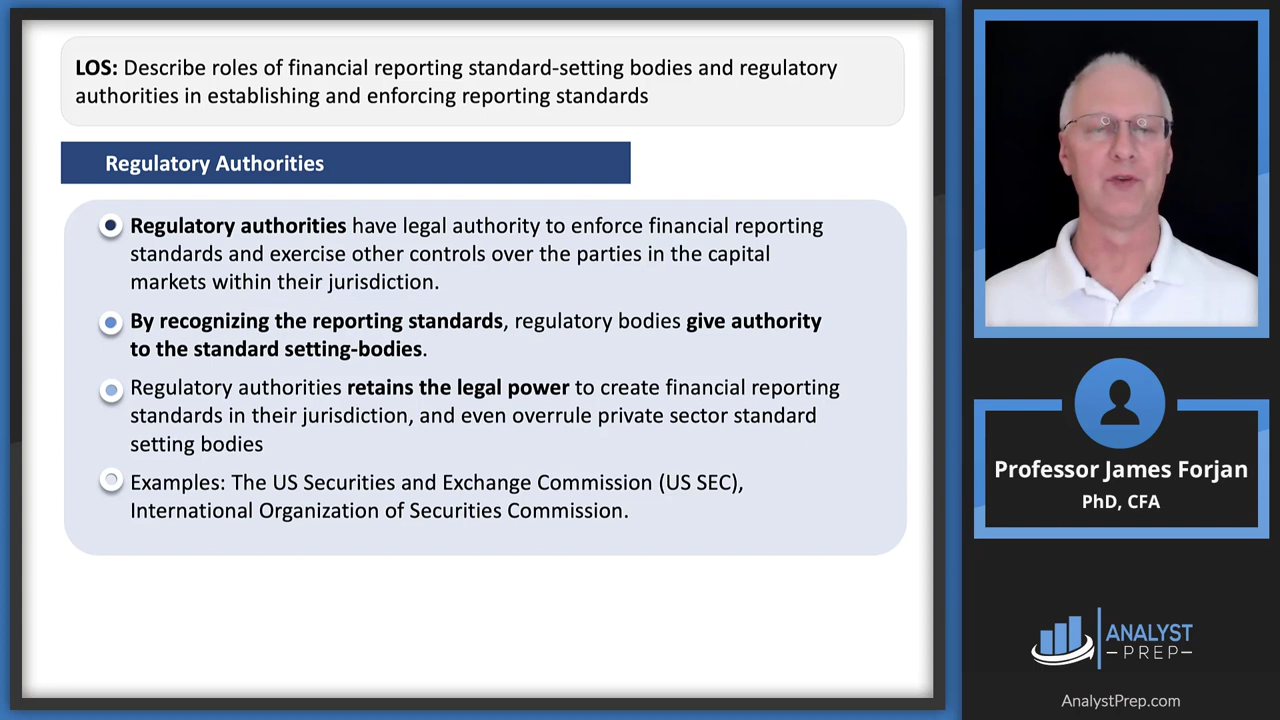 LOS: Describe roles of financial reporting standard-setting bodies and regulatory
authorities in establishing and enforcing reporting standards
Regulatory Authorities
Regulatory authorities have legal authority to enforce financial reporting
standards and exercise other controls over the parties in the capital
markets within their jurisdiction.
By recognizing the reporting standards, regulatory bodies give authority
to the standard setting-bodies.
Regulatory authorities retains the legal power to create financial reporting
standards in their jurisdiction, and even overrule private sector standard
setting bodies
Examples: The US Securities and Exchange Commission (US SEC),
International Organization of Securities Commission.
Professor James Forjan
PhD, CFA
ANALYST
PREP
AnalystPrep.com